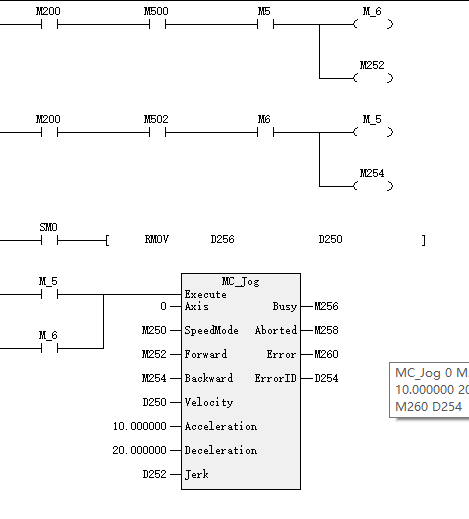 M200 M500 M5 M_6
M252
M200 M502 M6 M_5
M254
SM0
[ RMOV D256 D250 ]
M_5 MC_Jog
Execute
0 Axis Busy M256
M250 SpeedMode Aborted M258
M_6
M252 Forward Error M260
M254 Backward ErrorID D254
MC_Jog 0 M
D250 Velocity
10.000000 20
M260 D254
10.000000 Acceleration
20.000000 Deceleration
D252 Jerk